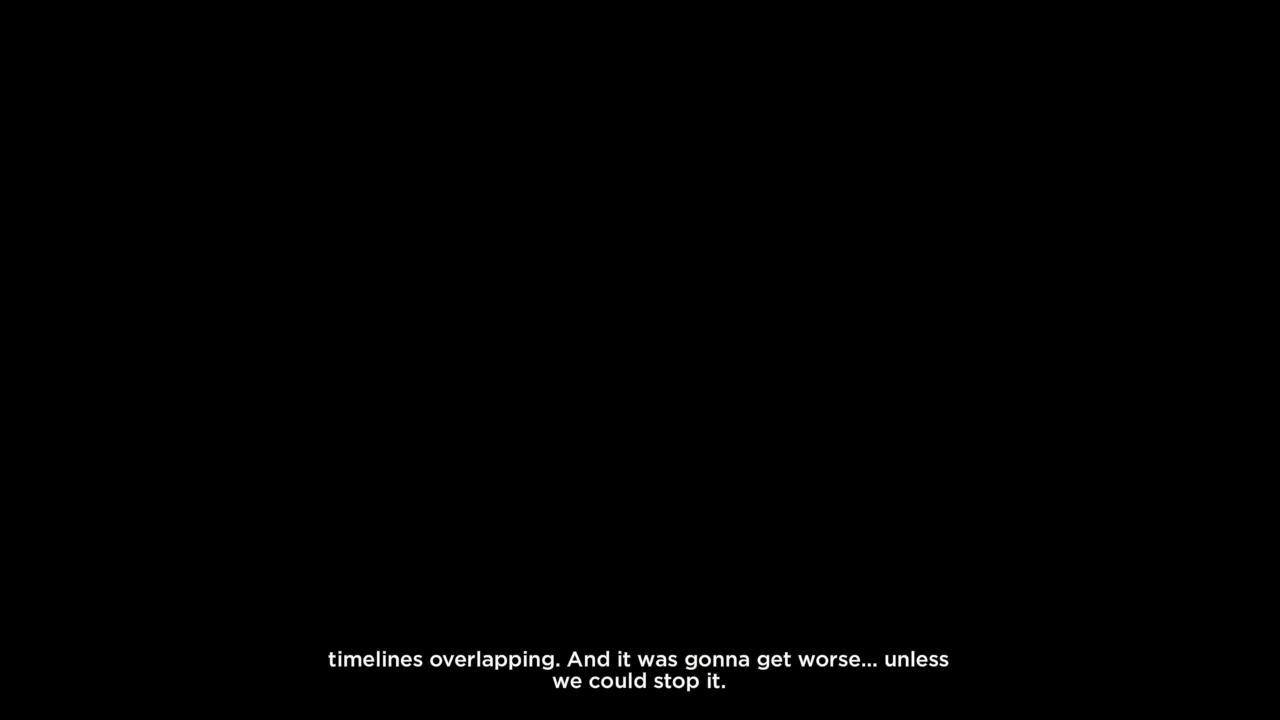 timelines overlapping. And it was gonna get worse... unless
we could stop it.